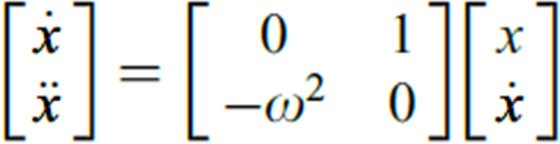 [ẋ ẍ] = [0 1 −ω² 0][x ẋ]